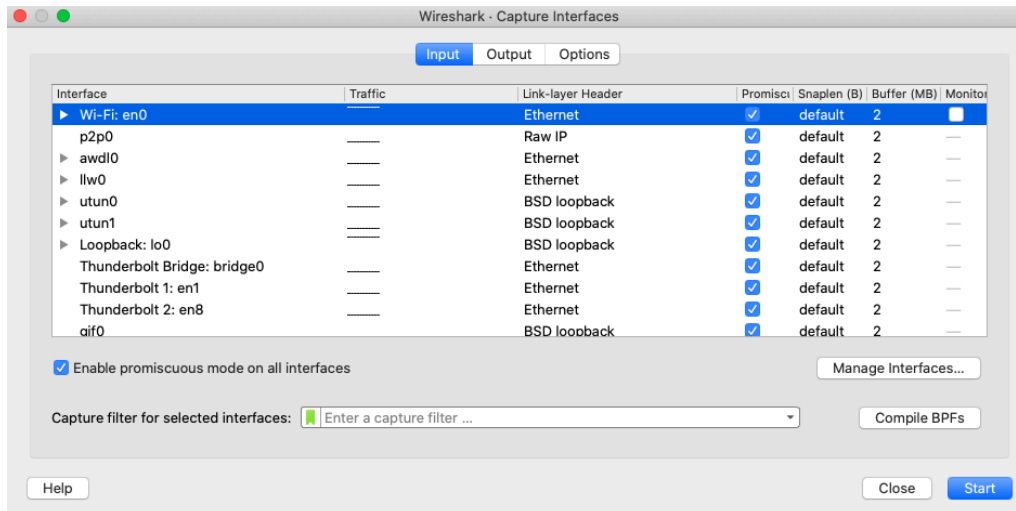 Wireshark · Capture Interfaces
Input Output Options
Interface Traffic Link-layer Header Promisci Snaplen (B) Buffer (MB) Monitor
Wi-Fi: en0 Ethernet default 2
p2p0 Raw IP default 2 —
awdl0 Ethernet default 2 —
llw0 Ethernet default 2 —
utun0 BSD loopback default 2 —
utun1 BSD loopback default 2 —
Loopback: lo0 BSD loopback default 2 —
Thunderbolt Bridge: bridge0 Ethernet default 2 —
Thunderbolt 1: en1 Ethernet default 2 —
Thunderbolt 2: en8 Ethernet default 2 —
gif0 BSD loopback default 2 —
Enable promiscuous mode on all interfaces Manage Interfaces...
Capture filter for selected interfaces: Enter a capture filter ... Compile BPFs
Help Close Start